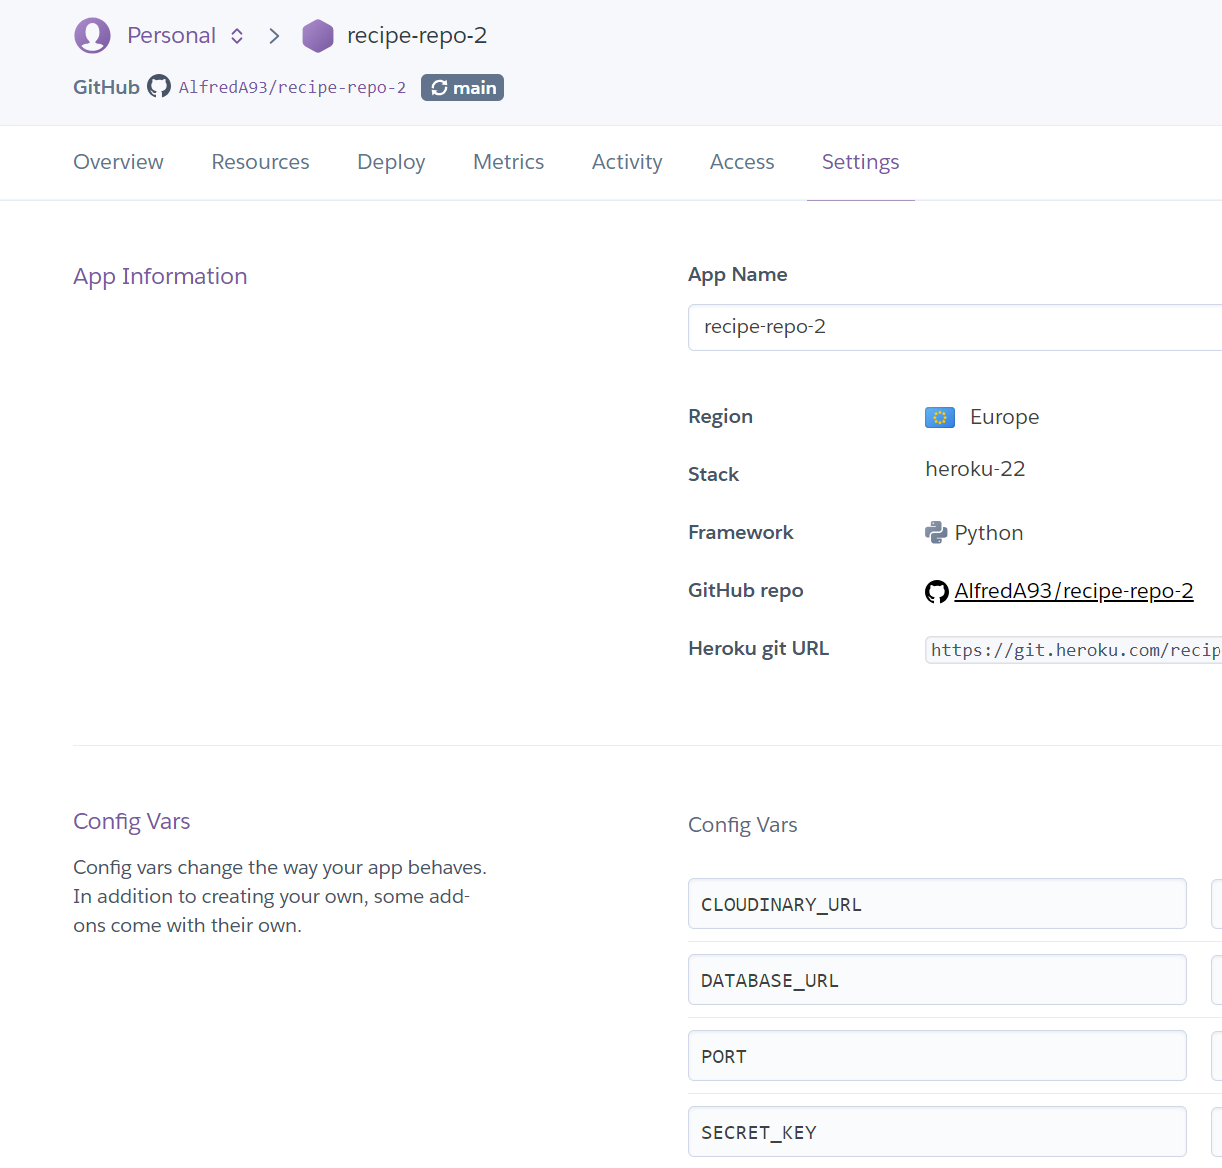 Personal recipe-repo-2
GitHub AlfredA93/recipe-repo-2 main
Overview Resources Deploy Metrics Activity Access Settings
App Information
App Name
recipe-repo-2
Region Europe
Stack heroku-22
Framework Python
GitHub repo AlfredA93/recipe-repo-2
Heroku git URL https://git.heroku.com/recip
Config Vars
Config vars change the way your app behaves.
In addition to creating your own, some add-
ons come with their own.
Config Vars
CLOUDINARY_URL
DATABASE_URL
PORT
SECRET_KEY